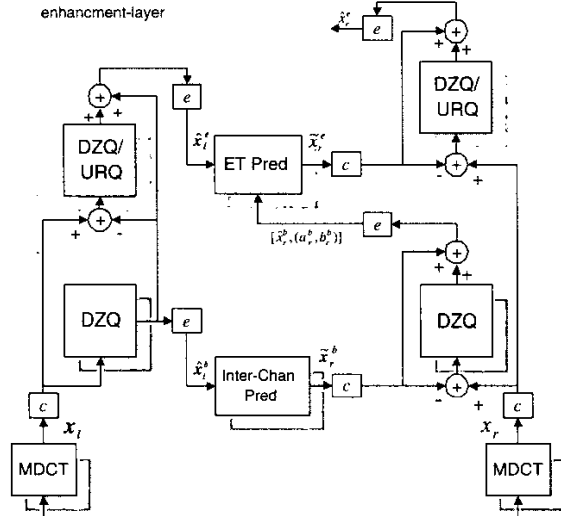 enhancment-layer
x̂ᵣᵉ
e
+
+
+
e
+
+
+
DZQ/
URQ
DZQ/
URQ
x̂ₗᵉ
ET Pred
x̃ᵣᵉ
c
+
-
+
+
+
-
e
[x̂ᵣᵇ,(aᵣᵇ,bᵣᵇ)]
+
+
+
DZQ
e
DZQ
x̂ₗᵇ
Inter-Chan
Pred
x̃ᵣᵇ
c
+
-
+
c
xₗ
xᵣ
c
MDCT
MDCT